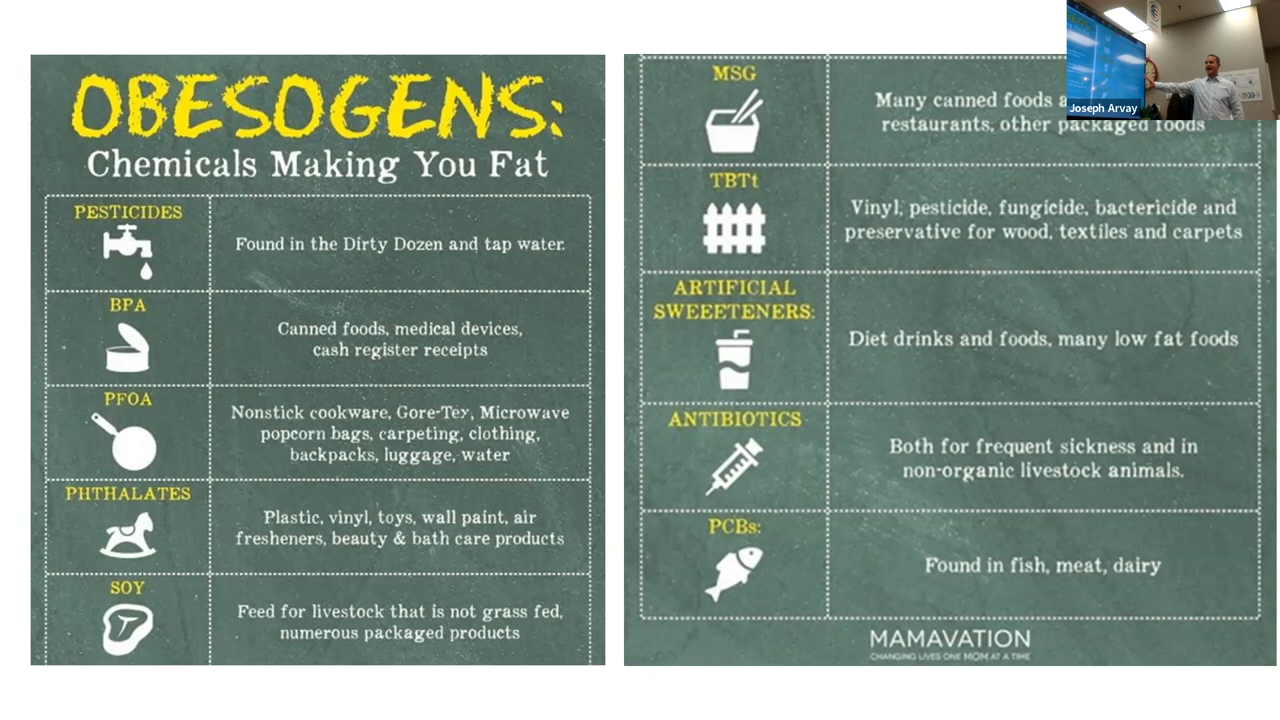 OBESOGENS:
Chemicals Making You Fat
PESTICIDES
Found in the Dirty Dozen and tap water.
BPA
Canned foods, medical devices,
cash register receipts
PFOA
Nonstick cookware, Gore-Tex, Microwave
popcorn bags, carpeting, clothing,
backpacks, luggage, water
PHTHALATES
Plastic, vinyl, toys, wall paint, air
fresheners, beauty & bath care products
SOY
Feed for livestock that is not grass fed,
numerous packaged products
MSG
Many canned foods
restaurants, other packaged foods
TBTt
Vinyl, pesticide, fungicide, bactericide and
preservative for wood, textiles and carpets
ARTIFICIAL
SWEEETENERS:
Diet drinks and foods, many low fat foods
ANTIBIOTICS
Both for frequent sickness and in
non-organic livestock animals.
PCBs:
Found in fish, meat, dairy
MAMAVATION
CHANGING LIVES ONE MOM AT A TIME
Joseph Arvay